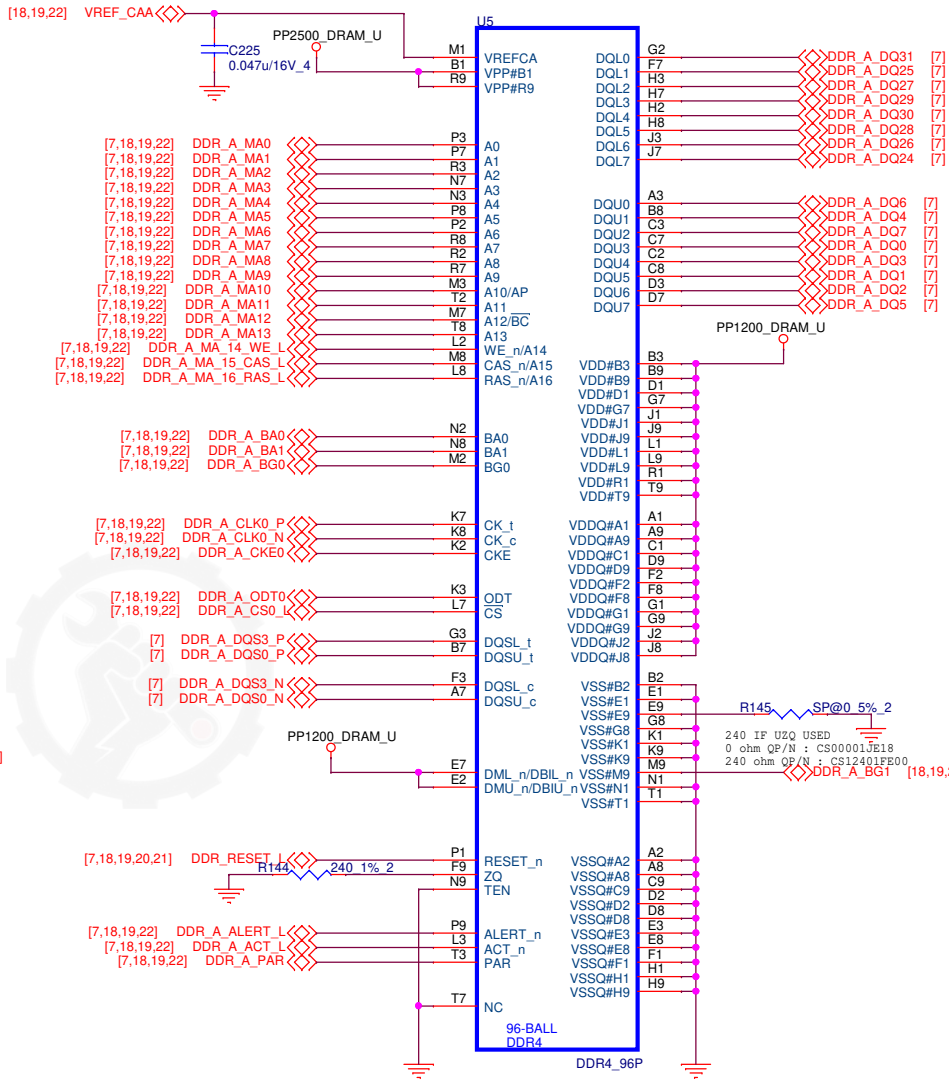 [18,19,22] VREF_CAA
C225
0.047u/16V_4
PP2500_DRAM_U
U5
M1 VREFCA
B1 VPP#B1
R9 VPP#R9
[7,18,19,22] DDR_A_MA0 P3 A0
[7,18,19,22] DDR_A_MA1 P7 A1
[7,18,19,22] DDR_A_MA2 R3 A2
[7,18,19,22] DDR_A_MA3 N7 A3
[7,18,19,22] DDR_A_MA4 N3 A4
[7,18,19,22] DDR_A_MA5 P8 A5
[7,18,19,22] DDR_A_MA6 P2 A6
[7,18,19,22] DDR_A_MA7 R8 A7
[7,18,19,22] DDR_A_MA8 R2 A8
[7,18,19,22] DDR_A_MA9 R7 A9
[7,18,19,22] DDR_A_MA10 M3 A10/AP
[7,18,19,22] DDR_A_MA11 T2 A11
[7,18,19,22] DDR_A_MA12 M7 A12/BC
[7,18,19,22] DDR_A_MA13 T8 A13
[7,18,19,22] DDR_A_MA_14_WE_L L2 WE_n/A14
[7,18,19,22] DDR_A_MA_15_CAS_L M8 CAS_n/A15
[7,18,19,22] DDR_A_MA_16_RAS_L L8 RAS_n/A16
[7,18,19,22] DDR_A_BA0 N2 BA0
[7,18,19,22] DDR_A_BA1 N8 BA1
[7,18,19,22] DDR_A_BG0 M2 BG0
[7,18,19,22] DDR_A_CLK0_P K7 CK_t
[7,18,19,22] DDR_A_CLK0_N K8 CK_c
[7,18,19,22] DDR_A_CKE0 K2 CKE
[7,18,19,22] DDR_A_ODT0 K3 ODT
[7,18,19,22] DDR_A_CS0_L L7 CS
[7] DDR_A_DQS3_P G3 DQSL_t
[7] DDR_A_DQS0_P B7 DQSU_t
[7] DDR_A_DQS3_N F3 DQSL_c
[7] DDR_A_DQS0_N A7 DQSU_c
PP1200_DRAM_U
]
E7 DML_n/DBIL_n
E2 DMU_n/DBIU_n
[7,18,19,20,21] DDR_RESET_L P1 RESET_n
R144 240_1%_2 F9 ZQ
N9 TEN
[7,18,19,22] DDR_A_ALERT_L P9 ALERT_n
[7,18,19,22] DDR_A_ACT_L L3 ACT_n
[7,18,19,22] DDR_A_PAR T3 PAR
T7 NC
96-BALL
DDR4
DDR4_96P
DQL0 G2 DDR_A_DQ31 [7]
DQL1 F7 DDR_A_DQ25 [7]
DQL2 H3 DDR_A_DQ27 [7]
DQL3 H7 DDR_A_DQ29 [7]
DQL4 H2 DDR_A_DQ30 [7]
DQL5 H8 DDR_A_DQ28 [7]
DQL6 J3 DDR_A_DQ26 [7]
DQL7 J7 DDR_A_DQ24 [7]
DQU0 A3 DDR_A_DQ6 [7]
DQU1 B8 DDR_A_DQ4 [7]
DQU2 C3 DDR_A_DQ7 [7]
DQU3 C7 DDR_A_DQ0 [7]
DQU4 C2 DDR_A_DQ3 [7]
DQU5 C8 DDR_A_DQ1 [7]
DQU6 D3 DDR_A_DQ2 [7]
DQU7 D7 DDR_A_DQ5 [7]
PP1200_DRAM_U
VDD#B3 B3
VDD#B9 B9
VDD#D1 D1
VDD#G7 G7
VDD#J1 J1
VDD#J9 J9
VDD#L1 L1
VDD#L9 L9
VDD#R1 R1
VDD#T9 T9
VDDQ#A1 A1
VDDQ#A9 A9
VDDQ#C1 C1
VDDQ#D9 D9
VDDQ#F2 F2
VDDQ#F8 F8
VDDQ#G1 G1
VDDQ#G9 G9
VDDQ#J2 J2
VDDQ#J8 J8
VSS#B2 B2
VSS#E1 E1
VSS#E9 E9 R145 SP@0_5%_2
VSS#G8 G8
VSS#K1 K1
VSS#K9 K9
240 IF UZQ USED
0 ohm QP/N : CS00001JE18
240 ohm QP/N : CS12401FE00
VSS#M9 M9 DDR_A_BG1 [18,19,
VSS#N1 N1
VSS#T1 T1
VSSQ#A2 A2
VSSQ#A8 A8
VSSQ#C9 C9
VSSQ#D2 D2
VSSQ#D8 D8
VSSQ#E3 E3
VSSQ#E8 E8
VSSQ#F1 F1
VSSQ#H1 H1
VSSQ#H9 H9